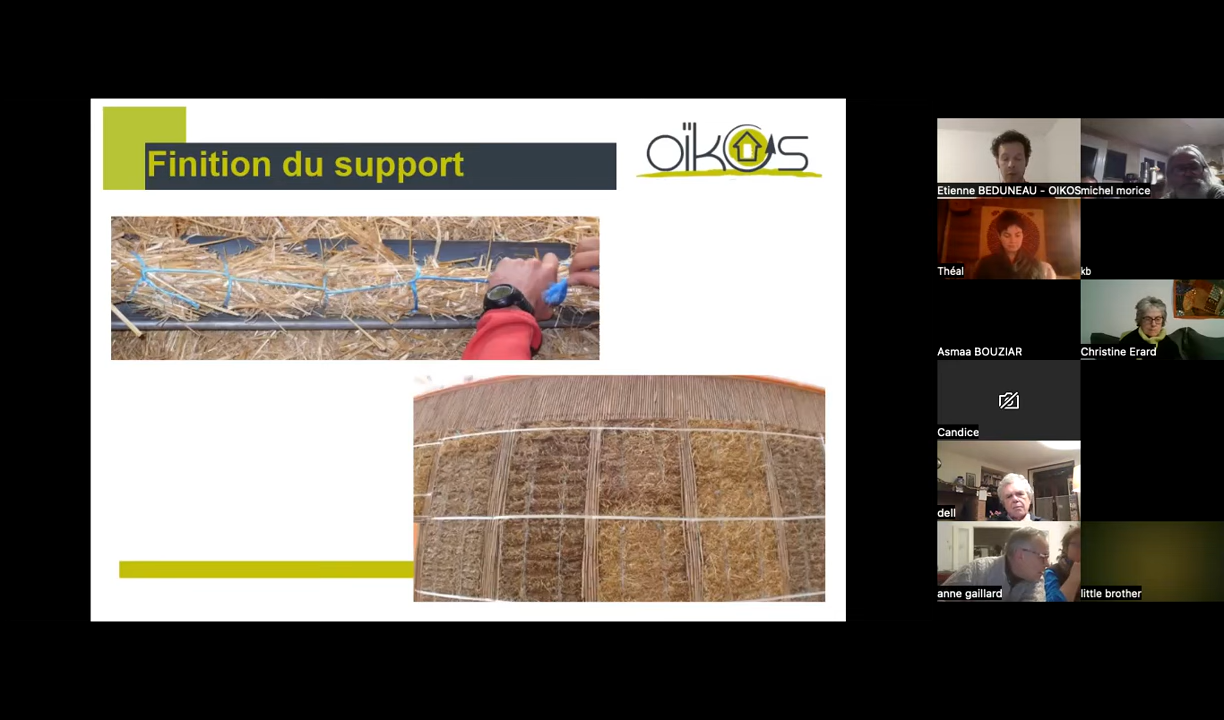 Finition du support
oïkos
Etienne BEDUNEAU - OIKOS
michel morice
Théal
kb
Asmaa BOUZIAR
Christine Erard
Candice
dell
anne gaillard
little brother